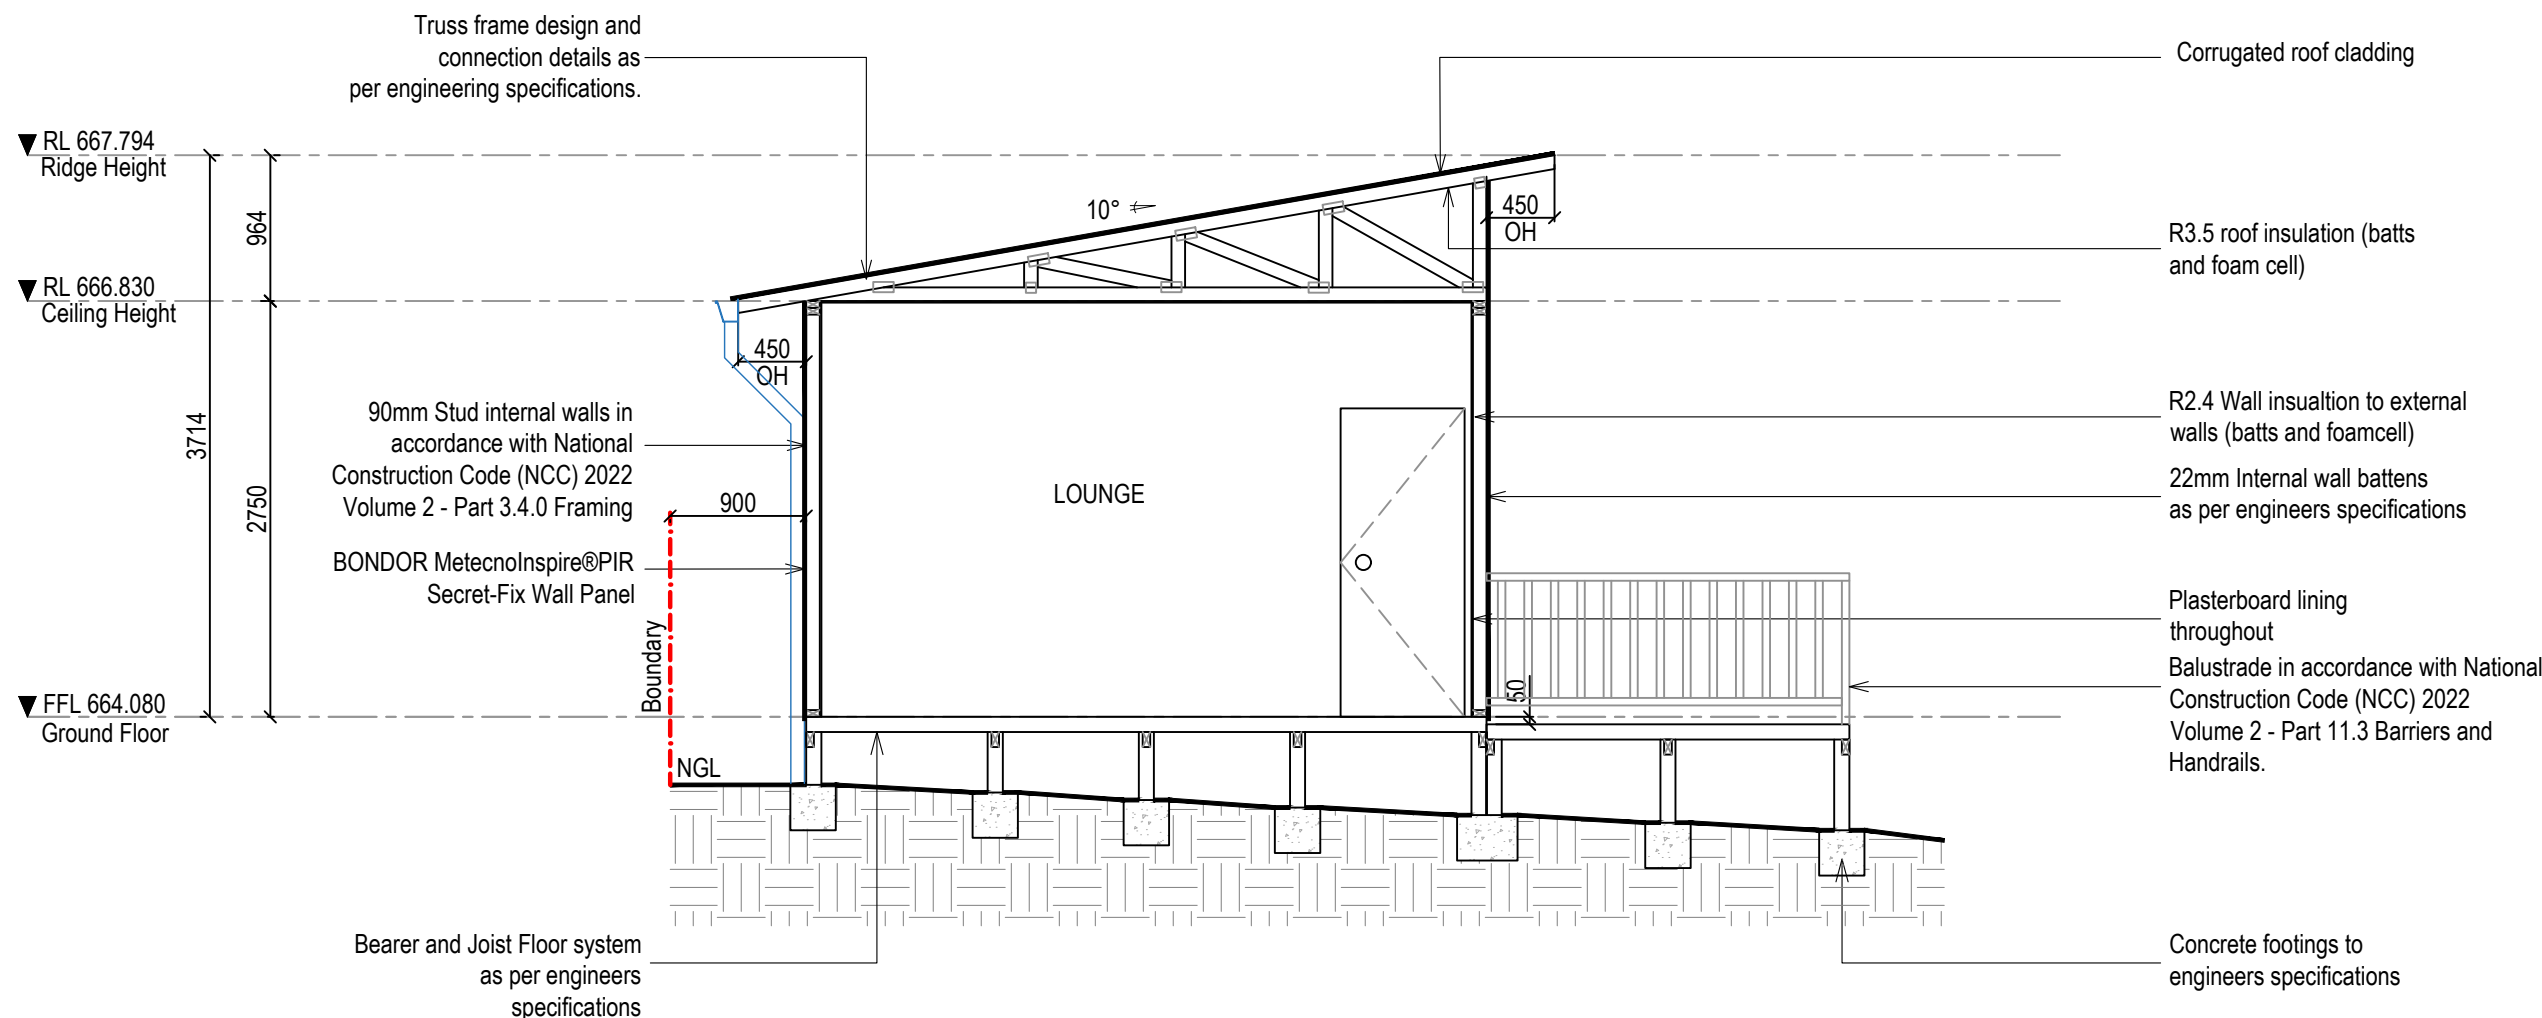 Truss frame design and
connection details as
per engineering specifications.
Corrugated roof cladding
RL 667.794
Ridge Height
964
10°
450
OH
R3.5 roof insulation (batts
and foam cell)
RL 666.830
Ceiling Height
450
OH
3714
2750
90mm Stud internal walls in
accordance with National
Construction Code (NCC) 2022
Volume 2 - Part 3.4.0 Framing
R2.4 Wall insualtion to external
walls (batts and foamcell)
LOUNGE
22mm Internal wall battens
as per engineers specifications
900
BONDOR MetecnoInspire®PIR
Secret-Fix Wall Panel
Boundary
Plasterboard lining
throughout
Balustrade in accordance with National
Construction Code (NCC) 2022
Volume 2 - Part 11.3 Barriers and
Handrails.
50
FFL 664.080
Ground Floor
NGL
Bearer and Joist Floor system
as per engineers
specifications
Concrete footings to
engineers specifications